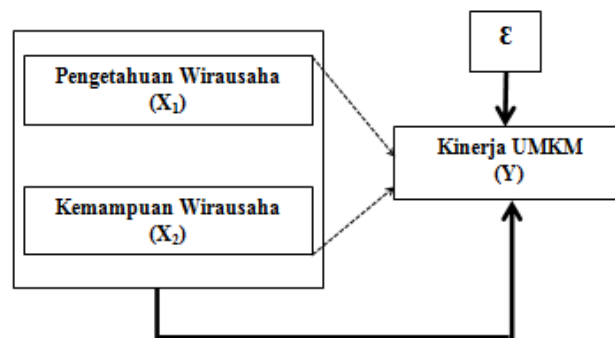 ε
Pengetahuan Wirausaha
(X₁)
Kinerja UMKM
(Y)
Kemampuan Wirausaha
(X₂)